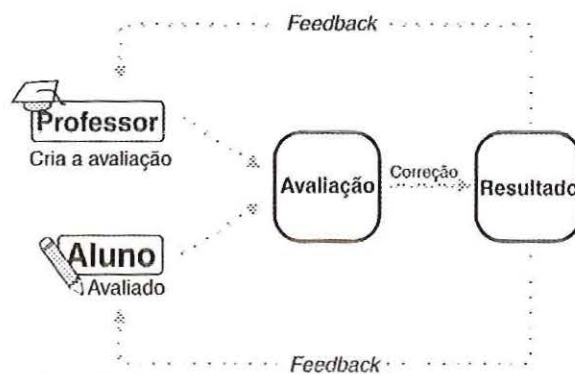 Feedback
Professor
Cria a avaliação
Avaliação
Correção
Resultado
Aluno
Avaliado
Feedback